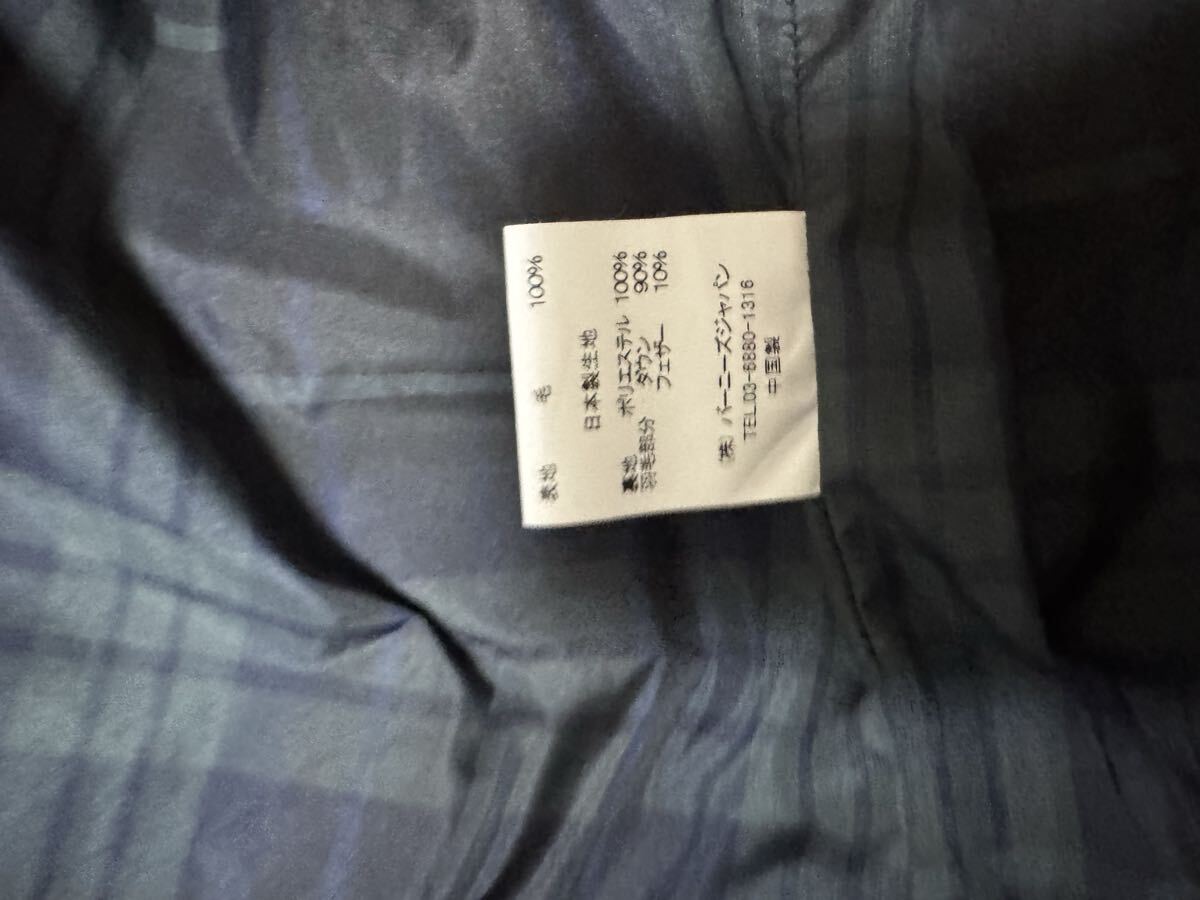 表地 毛 100%
日本製生地
裏地 ポリエステル 100%
羽毛部分 ダウン 90%
フェザー 10%
(株) バーニーズジャパン
TEL.03-6880-1316
中国製